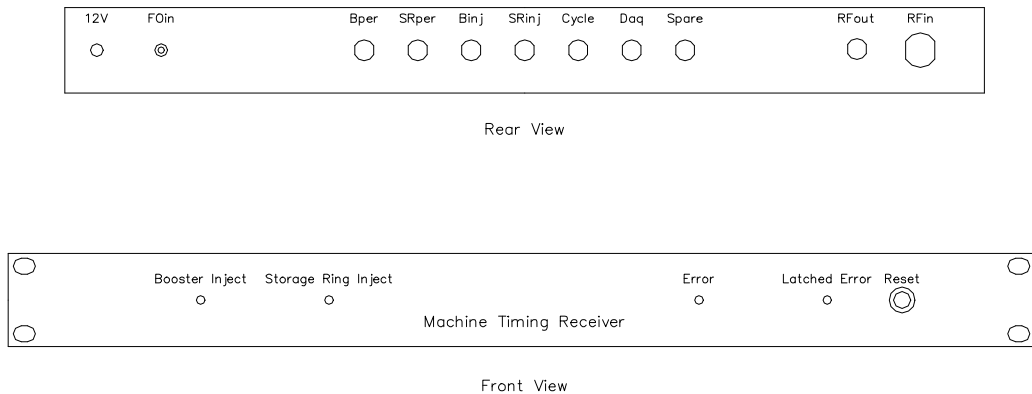 12V FOin Bper SRper Binj SRinj Cycle Daq Spare RFout RFin
Rear View
Booster Inject Storage Ring Inject Error Latched Error Reset
Machine Timing Receiver
Front View